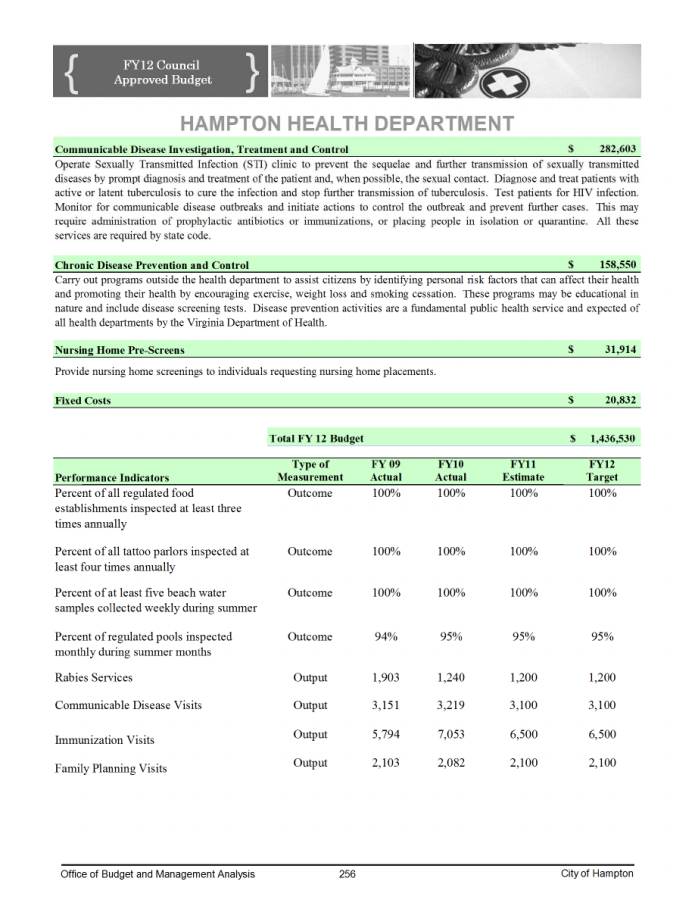 FY12 Council
Approved Budget
HAMPTON HEALTH DEPARTMENT
Communicable Disease Investigation, Treatment and Control $ 282,603
Operate Sexually Transmitted Infection (STI) clinic to prevent the sequelae and further transmission of sexually transmitted
diseases by prompt diagnosis and treatment of the patient and, when possible, the sexual contact. Diagnose and treat patients with
active or latent tuberculosis to cure the infection and stop further transmission of tuberculosis. Test patients for HIV infection.
Monitor for communicable disease outbreaks and initiate actions to control the outbreak and prevent further cases. This may
require administration of prophylactic antibiotics or immunizations, or placing people in isolation or quarantine. All these
services are required by state code.
Chronic Disease Prevention and Control $ 158,550
Carry out programs outside the health department to assist citizens by identifying personal risk factors that can affect their health
and promoting their health by encouraging exercise, weight loss and smoking cessation. These programs may be educational in
nature and include disease screening tests. Disease prevention activities are a fundamental public health service and expected of
all health departments by the Virginia Department of Health.
Nursing Home Pre-Screens $ 31,914
Provide nursing home screenings to individuals requesting nursing home placements.
Fixed Costs $ 20,832
Total FY 12 Budget $ 1,436,530
Type of FY 09 FY10 FY11 FY12
Performance Indicators Measurement Actual Actual Estimate Target
Percent of all regulated food Outcome 100% 100% 100% 100%
establishments inspected at least three
times annually
Percent of all tattoo parlors inspected at Outcome 100% 100% 100% 100%
least four times annually
Percent of at least five beach water Outcome 100% 100% 100% 100%
samples collected weekly during summer
Percent of regulated pools inspected Outcome 94% 95% 95% 95%
monthly during summer months
Rabies Services Output 1,903 1,240 1,200 1,200
Communicable Disease Visits Output 3,151 3,219 3,100 3,100
Immunization Visits Output 5,794 7,053 6,500 6,500
Family Planning Visits Output 2,103 2,082 2,100 2,100
Office of Budget and Management Analysis 256 City of Hampton